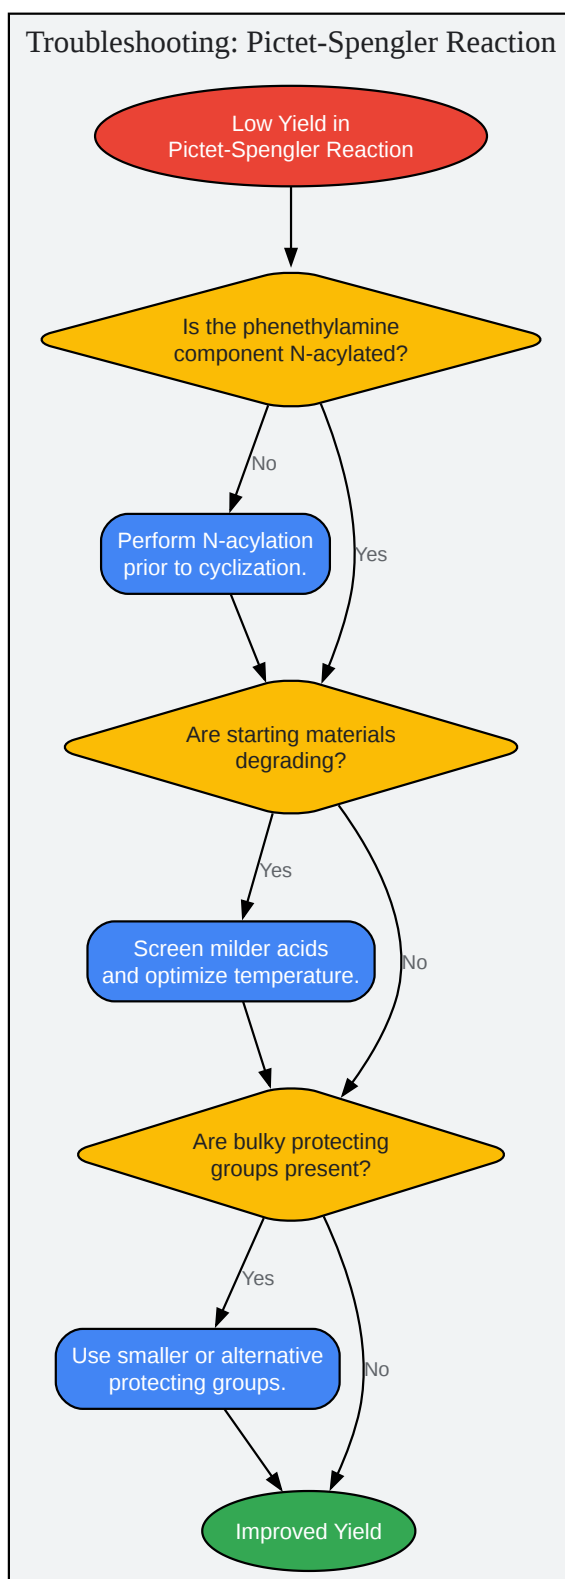 Troubleshooting: Pictet-Spengler Reaction
Low Yield in
Pictet-Spengler Reaction
Is the phenethylamine
component N-acylated?
No
Perform N-acylation
prior to cyclization.
Yes
Are starting materials
degrading?
Yes
Screen milder acids
and optimize temperature.
No
Are bulky protecting
groups present?
Yes
Use smaller or alternative
protecting groups.
No
Improved Yield